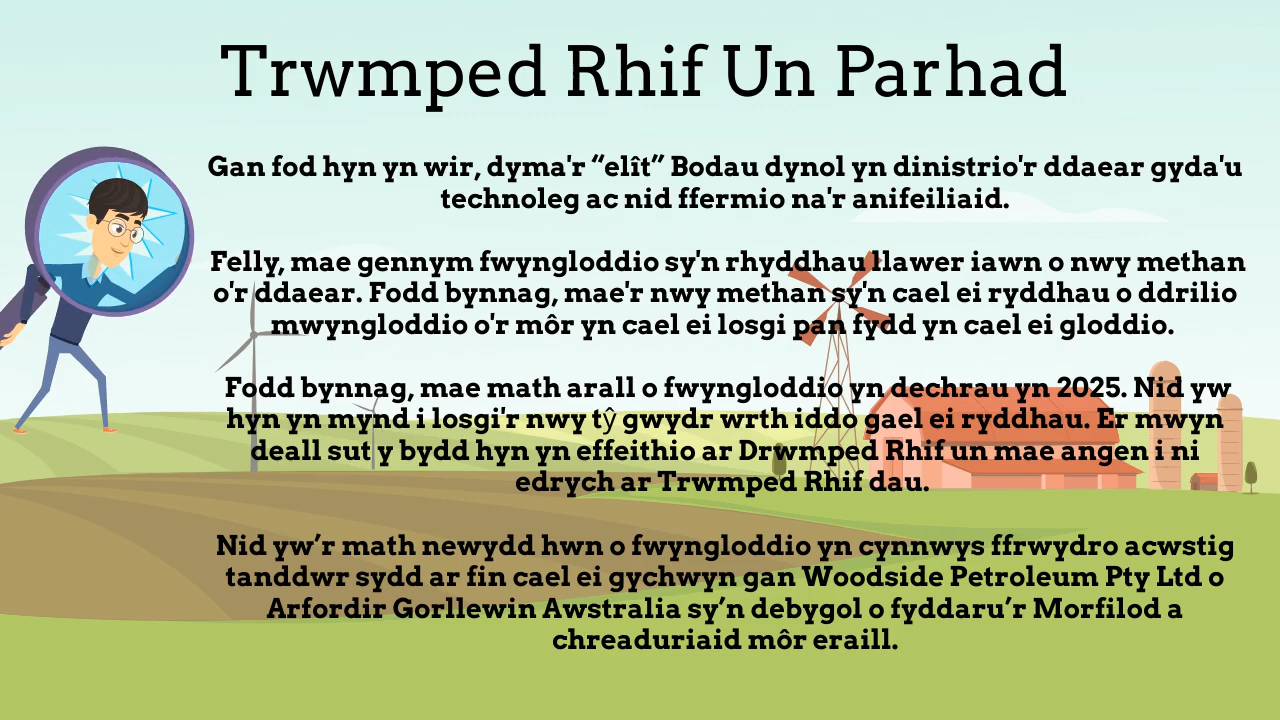 Trwmped Rhif Un Parhad
Gan fod hyn yn wir, dyma'r “elît” Bodau dynol yn dinistrio'r ddaear gyda'u
technoleg ac nid ffermio na'r anifeiliaid.
Felly, mae gennym fwyngloddio sy'n rhyddhau llawer iawn o nwy methan
o'r ddaear. Fodd bynnag, mae'r nwy methan sy'n cael ei ryddhau o ddrilio
mwyngloddio o'r môr yn cael ei losgi pan fydd yn cael ei gloddio.
Fodd bynnag, mae math arall o fwyngloddio yn dechrau yn 2025. Nid yw
hyn yn mynd i losgi'r nwy tŷ gwydr wrth iddo gael ei ryddhau. Er mwyn
deall sut y bydd hyn yn effeithio ar Drwmped Rhif un mae angen i ni
edrych ar Trwmped Rhif dau.
Nid yw’r math newydd hwn o fwyngloddio yn cynnwys ffrwydro acwstig
tanddwr sydd ar fin cael ei gychwyn gan Woodside Petroleum Pty Ltd o
Arfordir Gorllewin Awstralia sy’n debygol o fyddaru’r Morfilod a
chreaduriaid môr eraill.